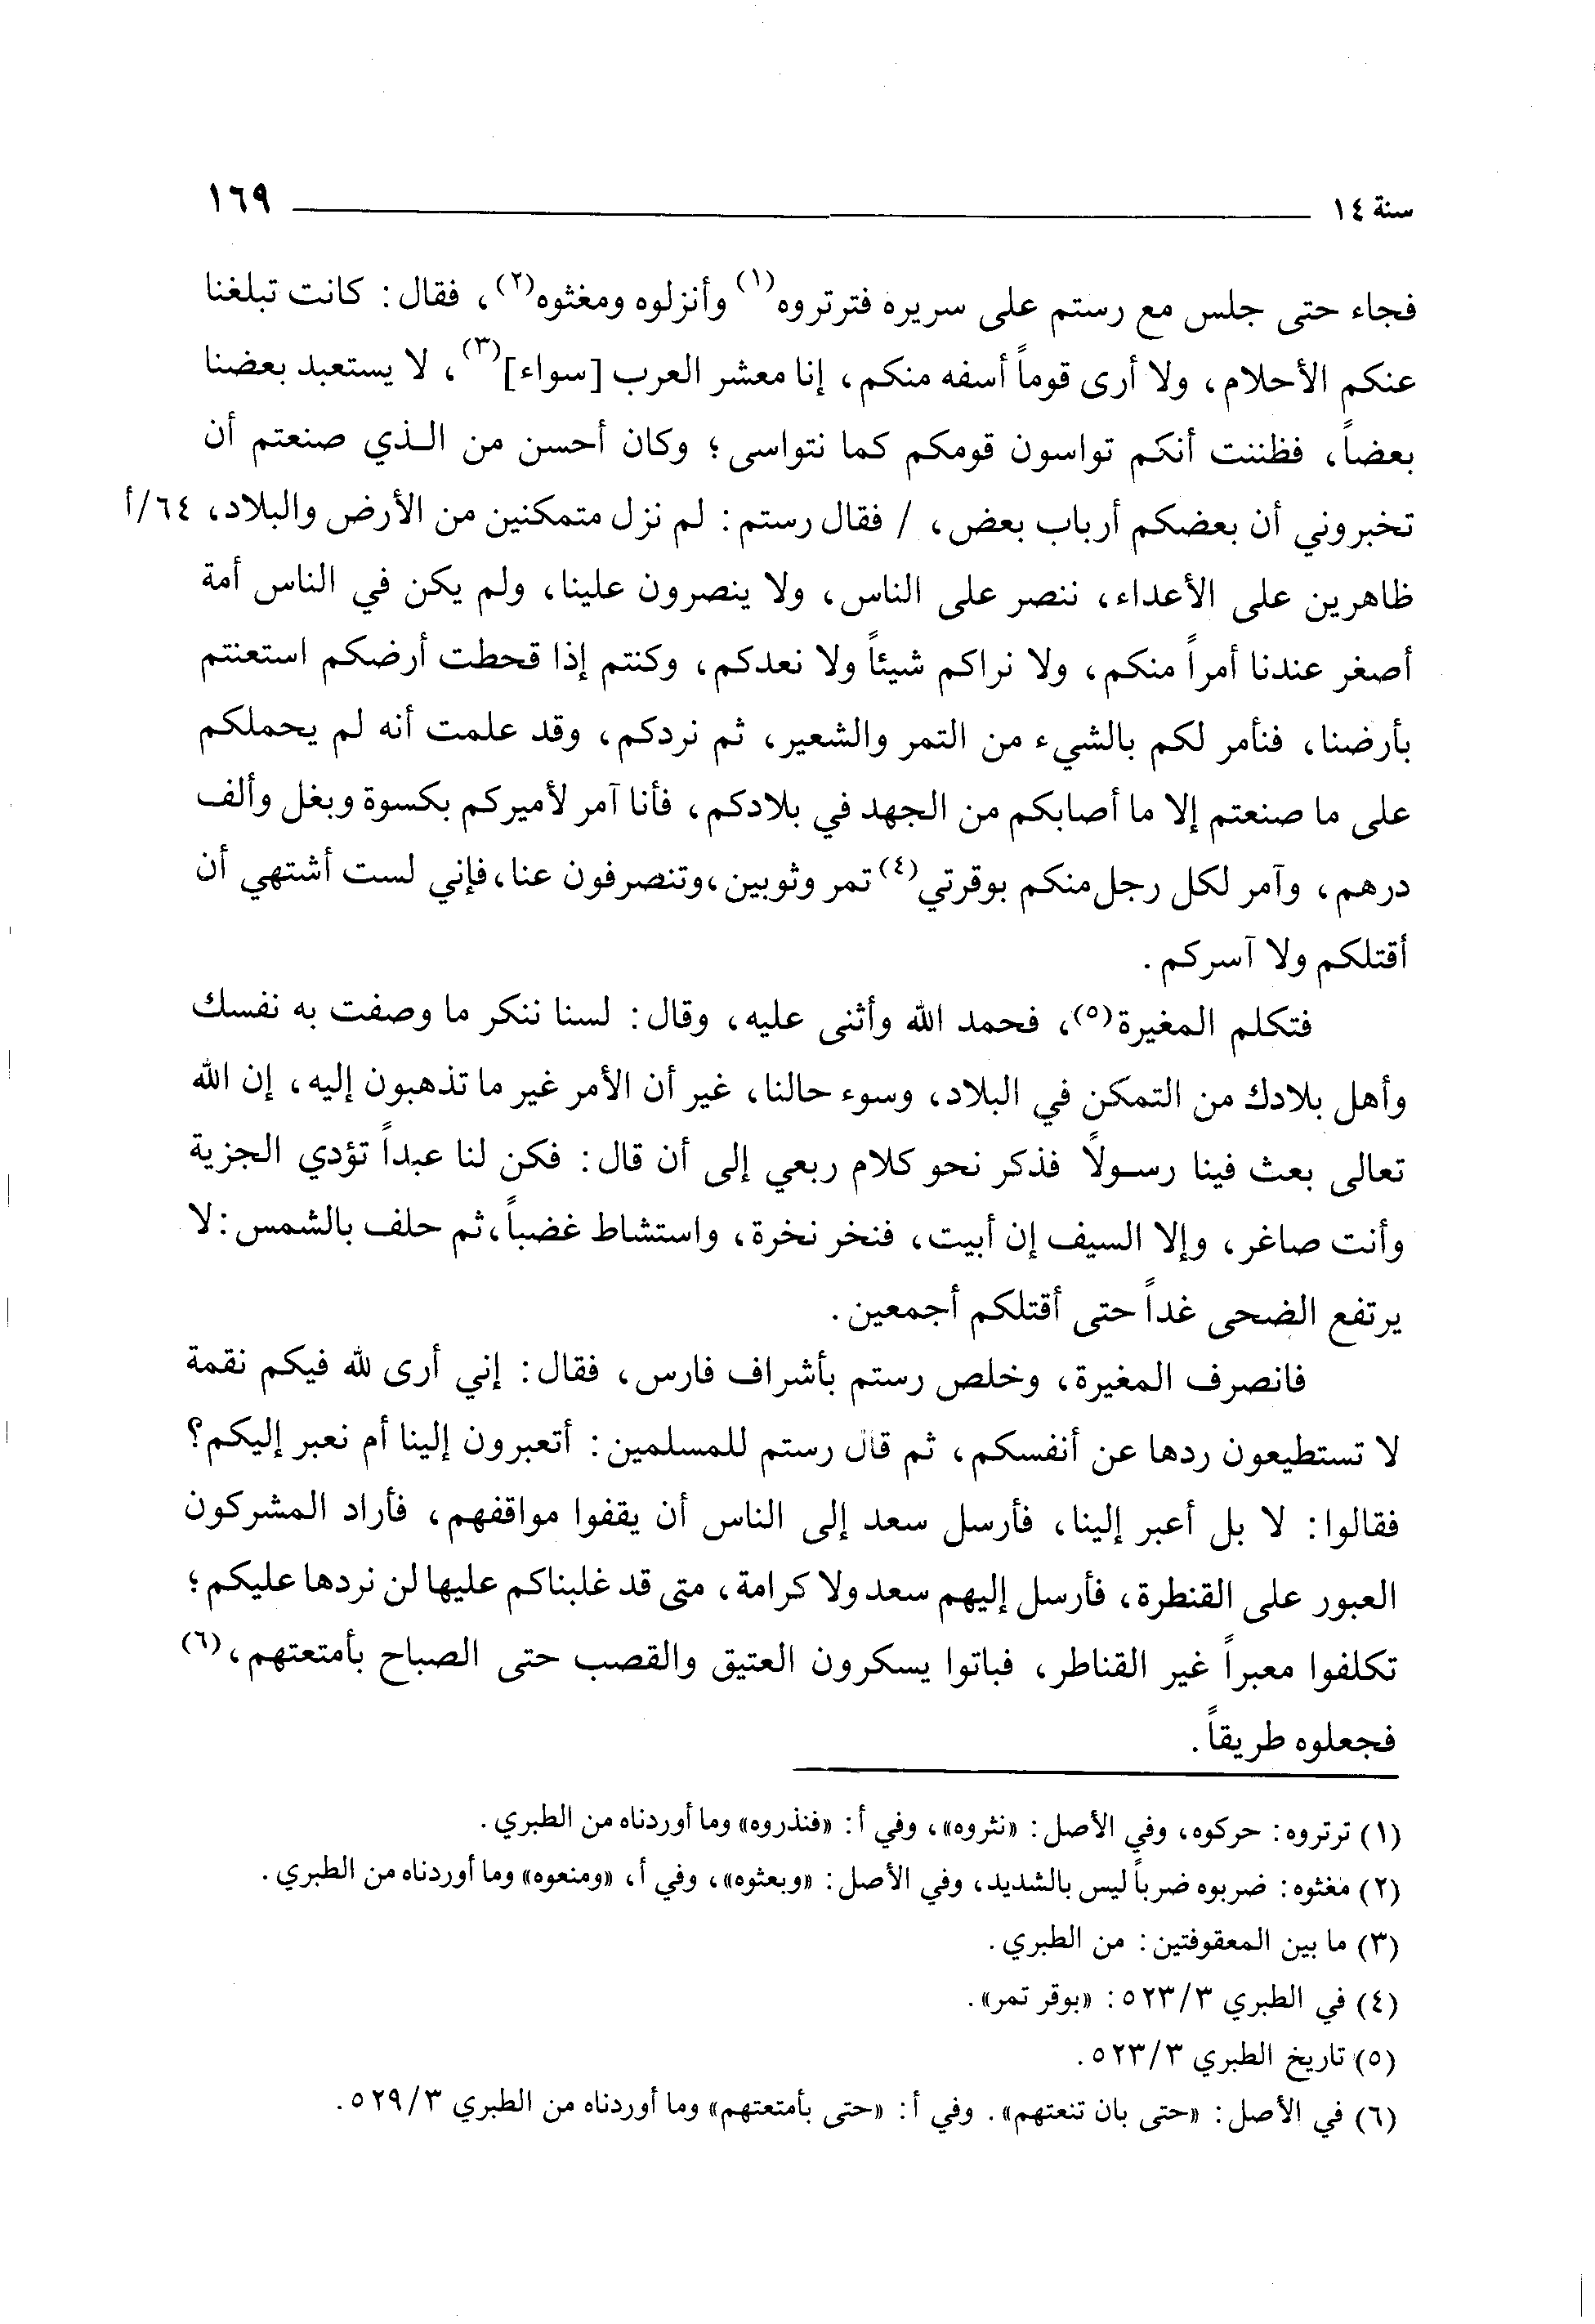 سنة ١٤ ١٦٩
فجاء حتى جلس مع رستم على سريره فترتروه(١) وأنزلوه ومغثوه(٢)، فقال: كانت تبلغنا
عنكم الأحلام، ولا أرى قوماً أسفه منكم، إنا معشر العرب [سواء](٣)، لا يستعبد بعضنا
بعضاً، فظننت أنكم تواسون قومكم كما نتواسى؛ وكان أحسن من الـذي صنعتم أن
تخبروني أن بعضكم أرباب بعض، / فقال رستم: لم نزل متمكنين من الأرض والبلاد، ٦٤/أ
ظاهرين على الأعداء، ننصر على الناس، ولا ينصرون علينا، ولم يكن في الناس أمة
أصغر عندنا أمراً منكم، ولا نراكم شيئاً ولا نعدكم، وكنتم إذا قحطت أرضكم استعنتم
بأرضنا، فنأمر لكم بالشيء من التمر والشعير، ثم نردكم، وقد علمت أنه لم يحملكم
على ما صنعتم إلا ما أصابكم من الجهد في بلادكم، فأنا آمر لأميركم بكسوة وبغل وألف
درهم، وآمر لكل رجل منكم بوقرتي(٤) تمر وثوبين، وتنصرفون عنا، فإني لست أشتهي أن
أقتلكم ولا آسركم.
فتكلم المغيرة(٥)، فحمد الله وأثنى عليه، وقال: لسنا ننكر ما وصفت به نفسك
وأهل بلادك من التمكن في البلاد، وسوء حالنا، غير أن الأمر غير ما تذهبون إليه، إن الله
تعالى بعث فينا رسـولاً فذكر نحو كلام ربعي إلى أن قال: فكن لنا عبداً تؤدي الجزية
وأنت صاغر، وإلا السيف إن أبيت، فنخر نخرة، واستشاط غضباً، ثم حلف بالشمس: لا
يرتفع الضحى غداً حتى أقتلكم أجمعين.
فانصرف المغيرة، وخلص رستم بأشراف فارس، فقال: إني أرى لله فيكم نقمة
لا تستطيعون ردها عن أنفسكم، ثم قال رستم للمسلمين: أتعبرون إلينا أم نعبر إليكم؟
فقالوا: لا بل أعبر إلينا، فأرسل سعد إلى الناس أن يقفوا مواقفهم، فأراد المشركون
العبور على القنطرة، فأرسل إليهم سعد ولا كرامة، متى قد غلبناكم عليها لن نردها عليكم؛
تكلفوا معبراً غير القناطر، فباتوا يسكرون العتيق والقصب حتى الصباح بأمتعتهم،(٦)
فجعلوه طريقاً.
(١) ترتروه: حركوه، وفي الأصل: «نثروه»، وفي أ: «فنذروه» وما أوردناه من الطبري.
(٢) مغثوه: ضربوه ضرباً ليس بالشديد، وفي الأصل: «وبعثوه»، وفي أ، «ومنعوه» وما أوردناه من الطبري.
(٣) ما بين المعقوفتين: من الطبري.
(٤) في الطبري ٣/ ٥٢٣: «بوقر تمر».
(٥) تاريخ الطبري ٣/ ٥٢٣.
(٦) في الأصل: «حتى بان تنعتهم». وفي أ: «حتى بأمتعتهم» وما أوردناه من الطبري ٣/ ٥٢٩.